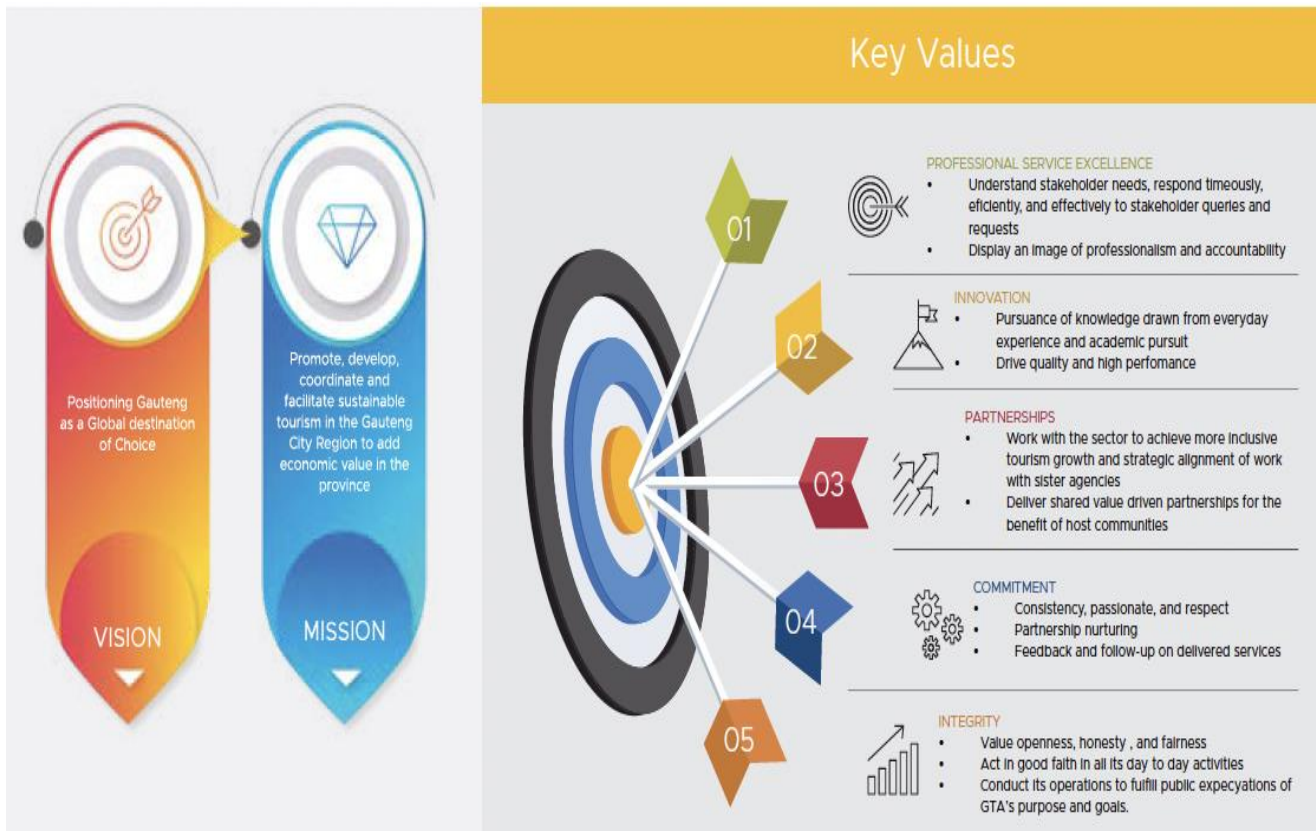 Positioning Gauteng
as a Global destination
of Choice
VISION
Promote, develop,
coordinate and
facilitate sustainable
tourism in the Gauteng
City Region to add
economic value in the
province
MISSION
Key Values
01
PROFESSIONAL SERVICE EXCELLENCE
• Understand stakeholder needs, respond timeously,
eficiently, and effectively to stakeholder queries and
requests
• Display an image of professionalism and accountability
02
INNOVATION
• Pursuance of knowledge drawn from everyday
experience and academic pursuit
• Drive quality and high perfomance
03
PARTNERSHIPS
• Work with the sector to achieve more inclusive
tourism growth and strategic alignment of work
with sister agencies
• Deliver shared value driven partnerships for the
benefit of host communities
04
COMMITMENT
• Consistency, passionate, and respect
• Partnership nurturing
• Feedback and follow-up on delivered services
05
INTEGRITY
• Value openness, honesty , and fairness
• Act in good faith in all its day to day activities
• Conduct its operations to fulfill public expecyations of
GTA's purpose and goals.